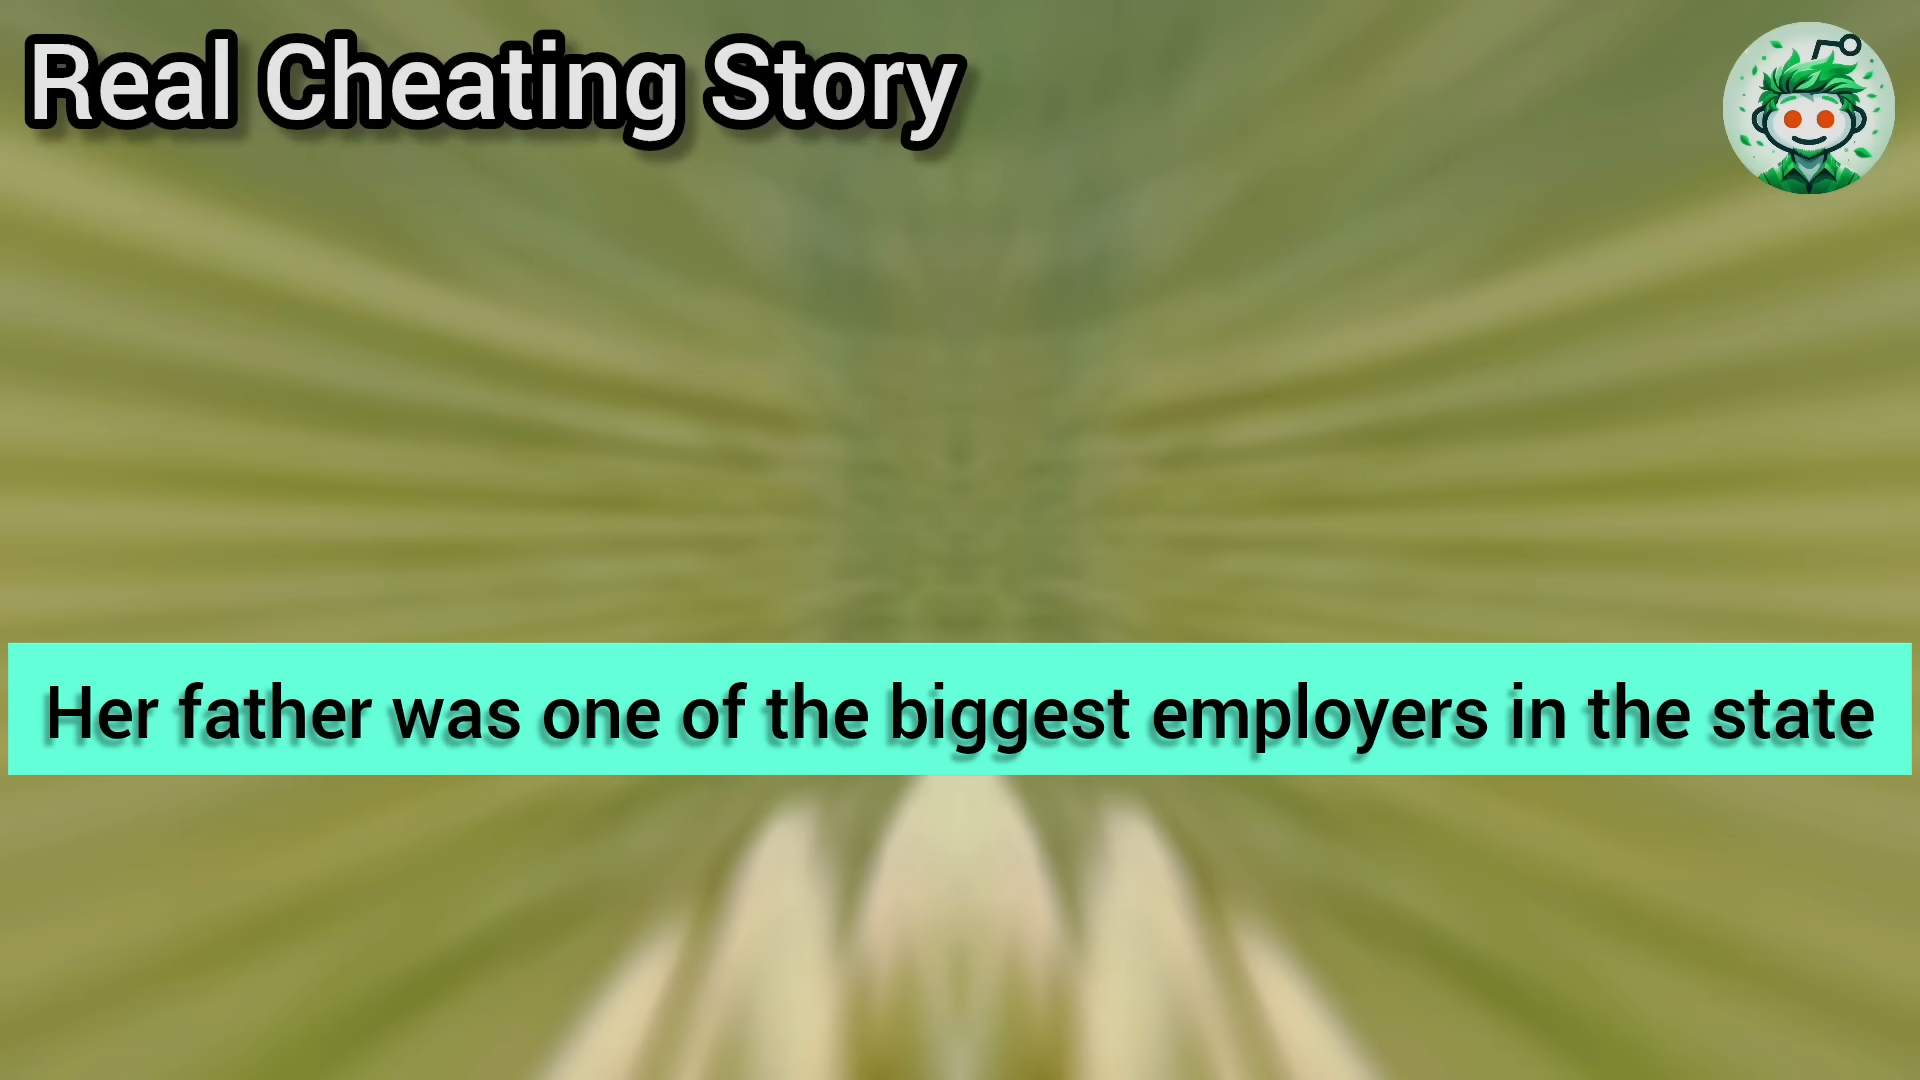 Real Cheating Story
Her father was one of the biggest employers in the state